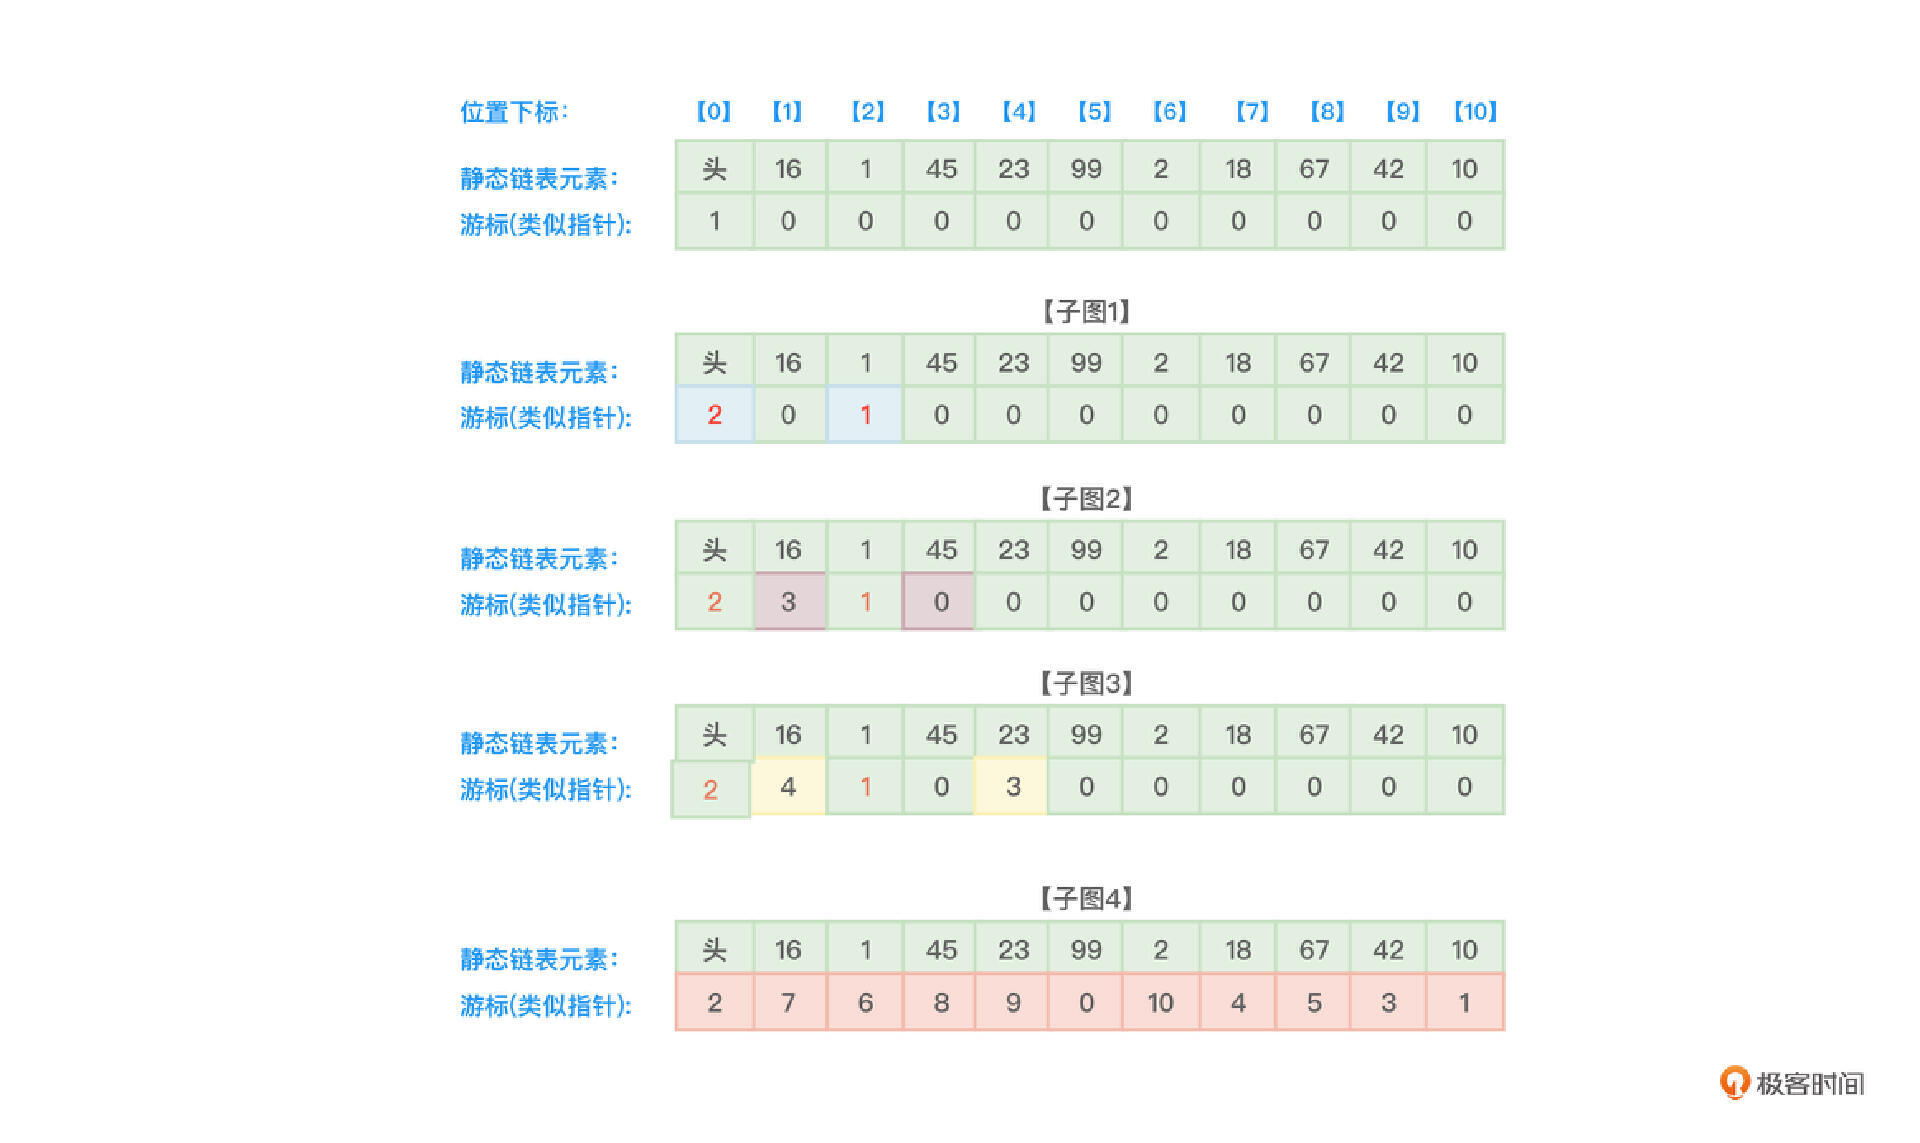 位置下标: 【0】 【1】 【2】 【3】 【4】 【5】 【6】 【7】 【8】 【9】 【10】
静态链表元素: 头 16 1 45 23 99 2 18 67 42 10
游标(类似指针): 1 0 0 0 0 0 0 0 0 0 0
【子图1】
静态链表元素: 头 16 1 45 23 99 2 18 67 42 10
游标(类似指针): 2 0 1 0 0 0 0 0 0 0 0
【子图2】
静态链表元素: 头 16 1 45 23 99 2 18 67 42 10
游标(类似指针): 2 3 1 0 0 0 0 0 0 0 0
【子图3】
静态链表元素: 头 16 1 45 23 99 2 18 67 42 10
游标(类似指针): 2 4 1 0 3 0 0 0 0 0 0
【子图4】
静态链表元素: 头 16 1 45 23 99 2 18 67 42 10
游标(类似指针): 2 7 6 8 9 0 10 4 5 3 1
极客时间